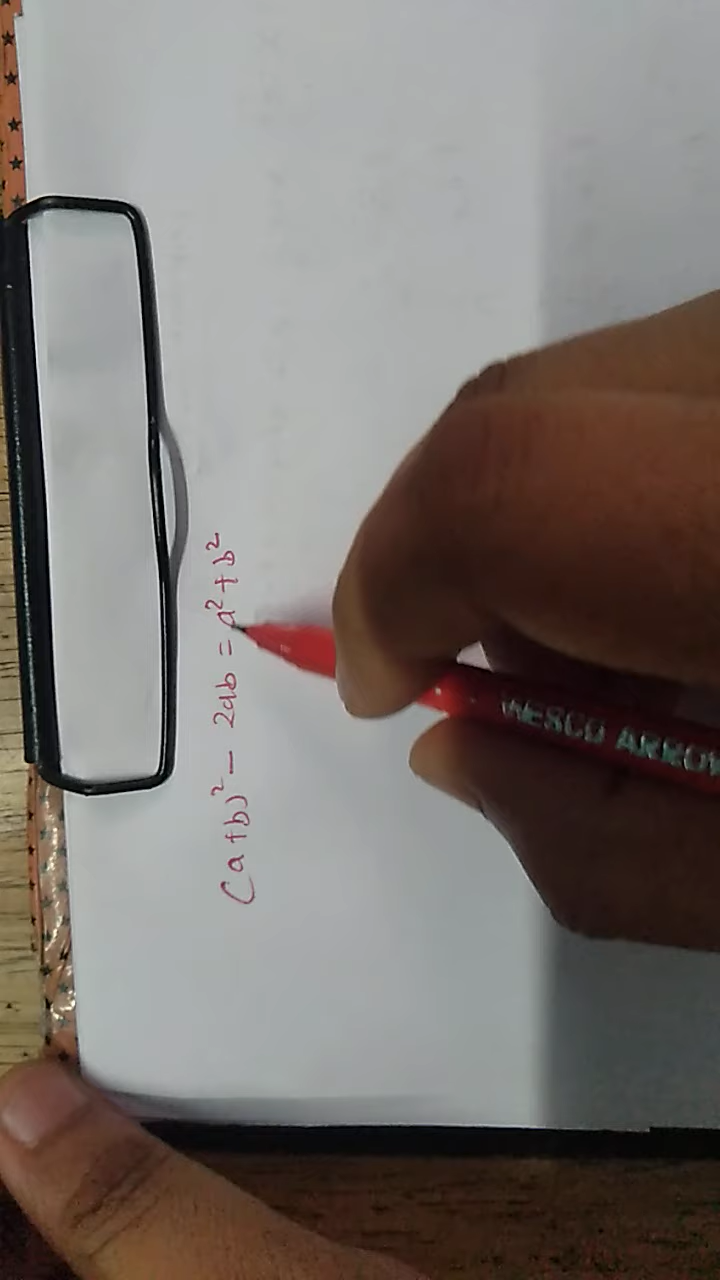 (a+b)² - 2ab = a²+b²
WESCO ARROW